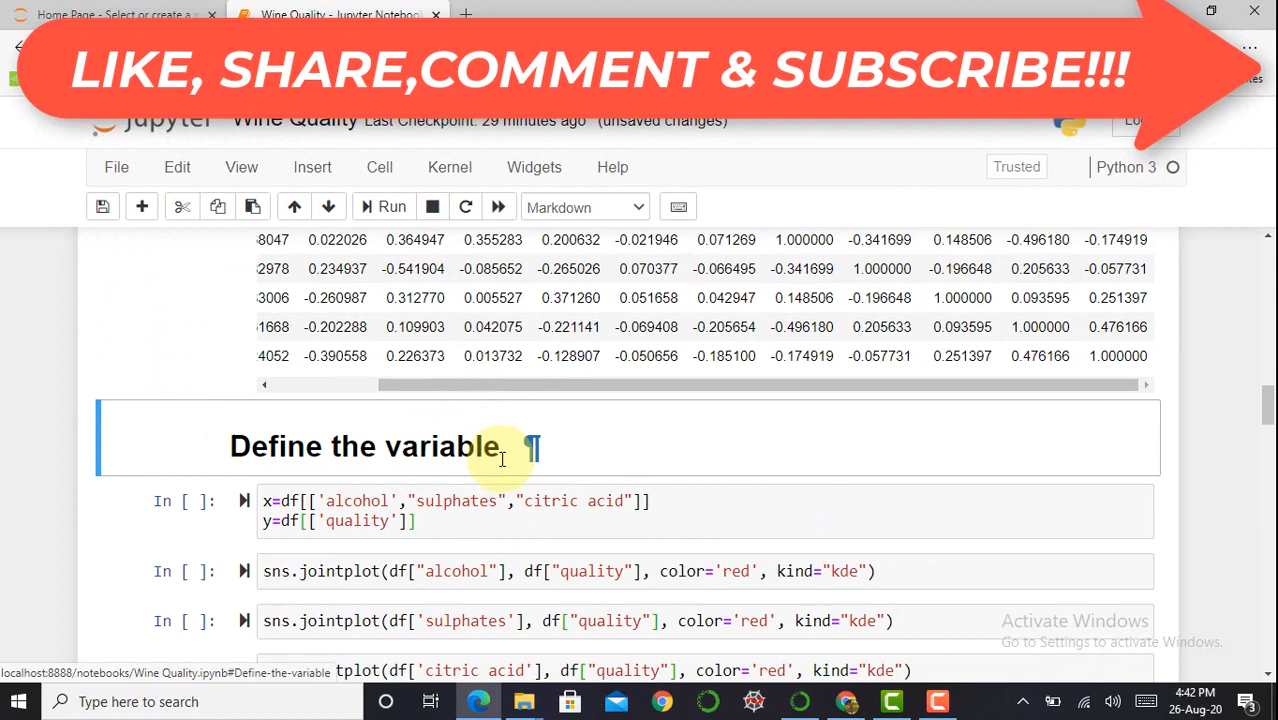 Home Page - Select or create a
Wine Quality - Jupyter Notebook
LIKE, SHARE,COMMENT & SUBSCRIBE!!!
jupyter Wine Quality Last Checkpoint: 29 minutes ago (unsaved changes)
File Edit View Insert Cell Kernel Widgets Help Trusted Python 3
Run Markdown
58047 0.022026 0.364947 0.355283 0.200632 -0.021946 0.071269 1.000000 -0.341699 0.148506 -0.496180 -0.174919
32978 0.234937 -0.541904 -0.085652 -0.265026 0.070377 -0.066495 -0.341699 1.000000 -0.196648 0.205633 -0.057731
33006 -0.260987 0.312770 0.005527 0.371260 0.051658 0.042947 0.148506 -0.196648 1.000000 0.093595 0.251397
1668 -0.202288 0.109903 0.042075 -0.221141 -0.069408 -0.205654 -0.496180 0.205633 0.093595 1.000000 0.476166
24052 -0.390558 0.226373 0.013732 -0.128907 -0.050656 -0.185100 -0.174919 -0.057731 0.251397 0.476166 1.000000
Define the variable ¶
In [ ]: x=df[['alcohol',"sulphates","citric acid"]]
y=df[['quality']]
In [ ]: sns.jointplot(df["alcohol"], df["quality"], color='red', kind="kde")
In [ ]: sns.jointplot(df['sulphates'], df["quality"], color='red', kind="kde")
ntplot(df['citric acid'], df["quality"], color='red', kind="kde")
Activate Windows
Go to Settings to activate Windows.
localhost:8888/notebooks/Wine Quality.ipynb#Define-the-variable
Type here to search
4:42 PM
26-Aug-20
3